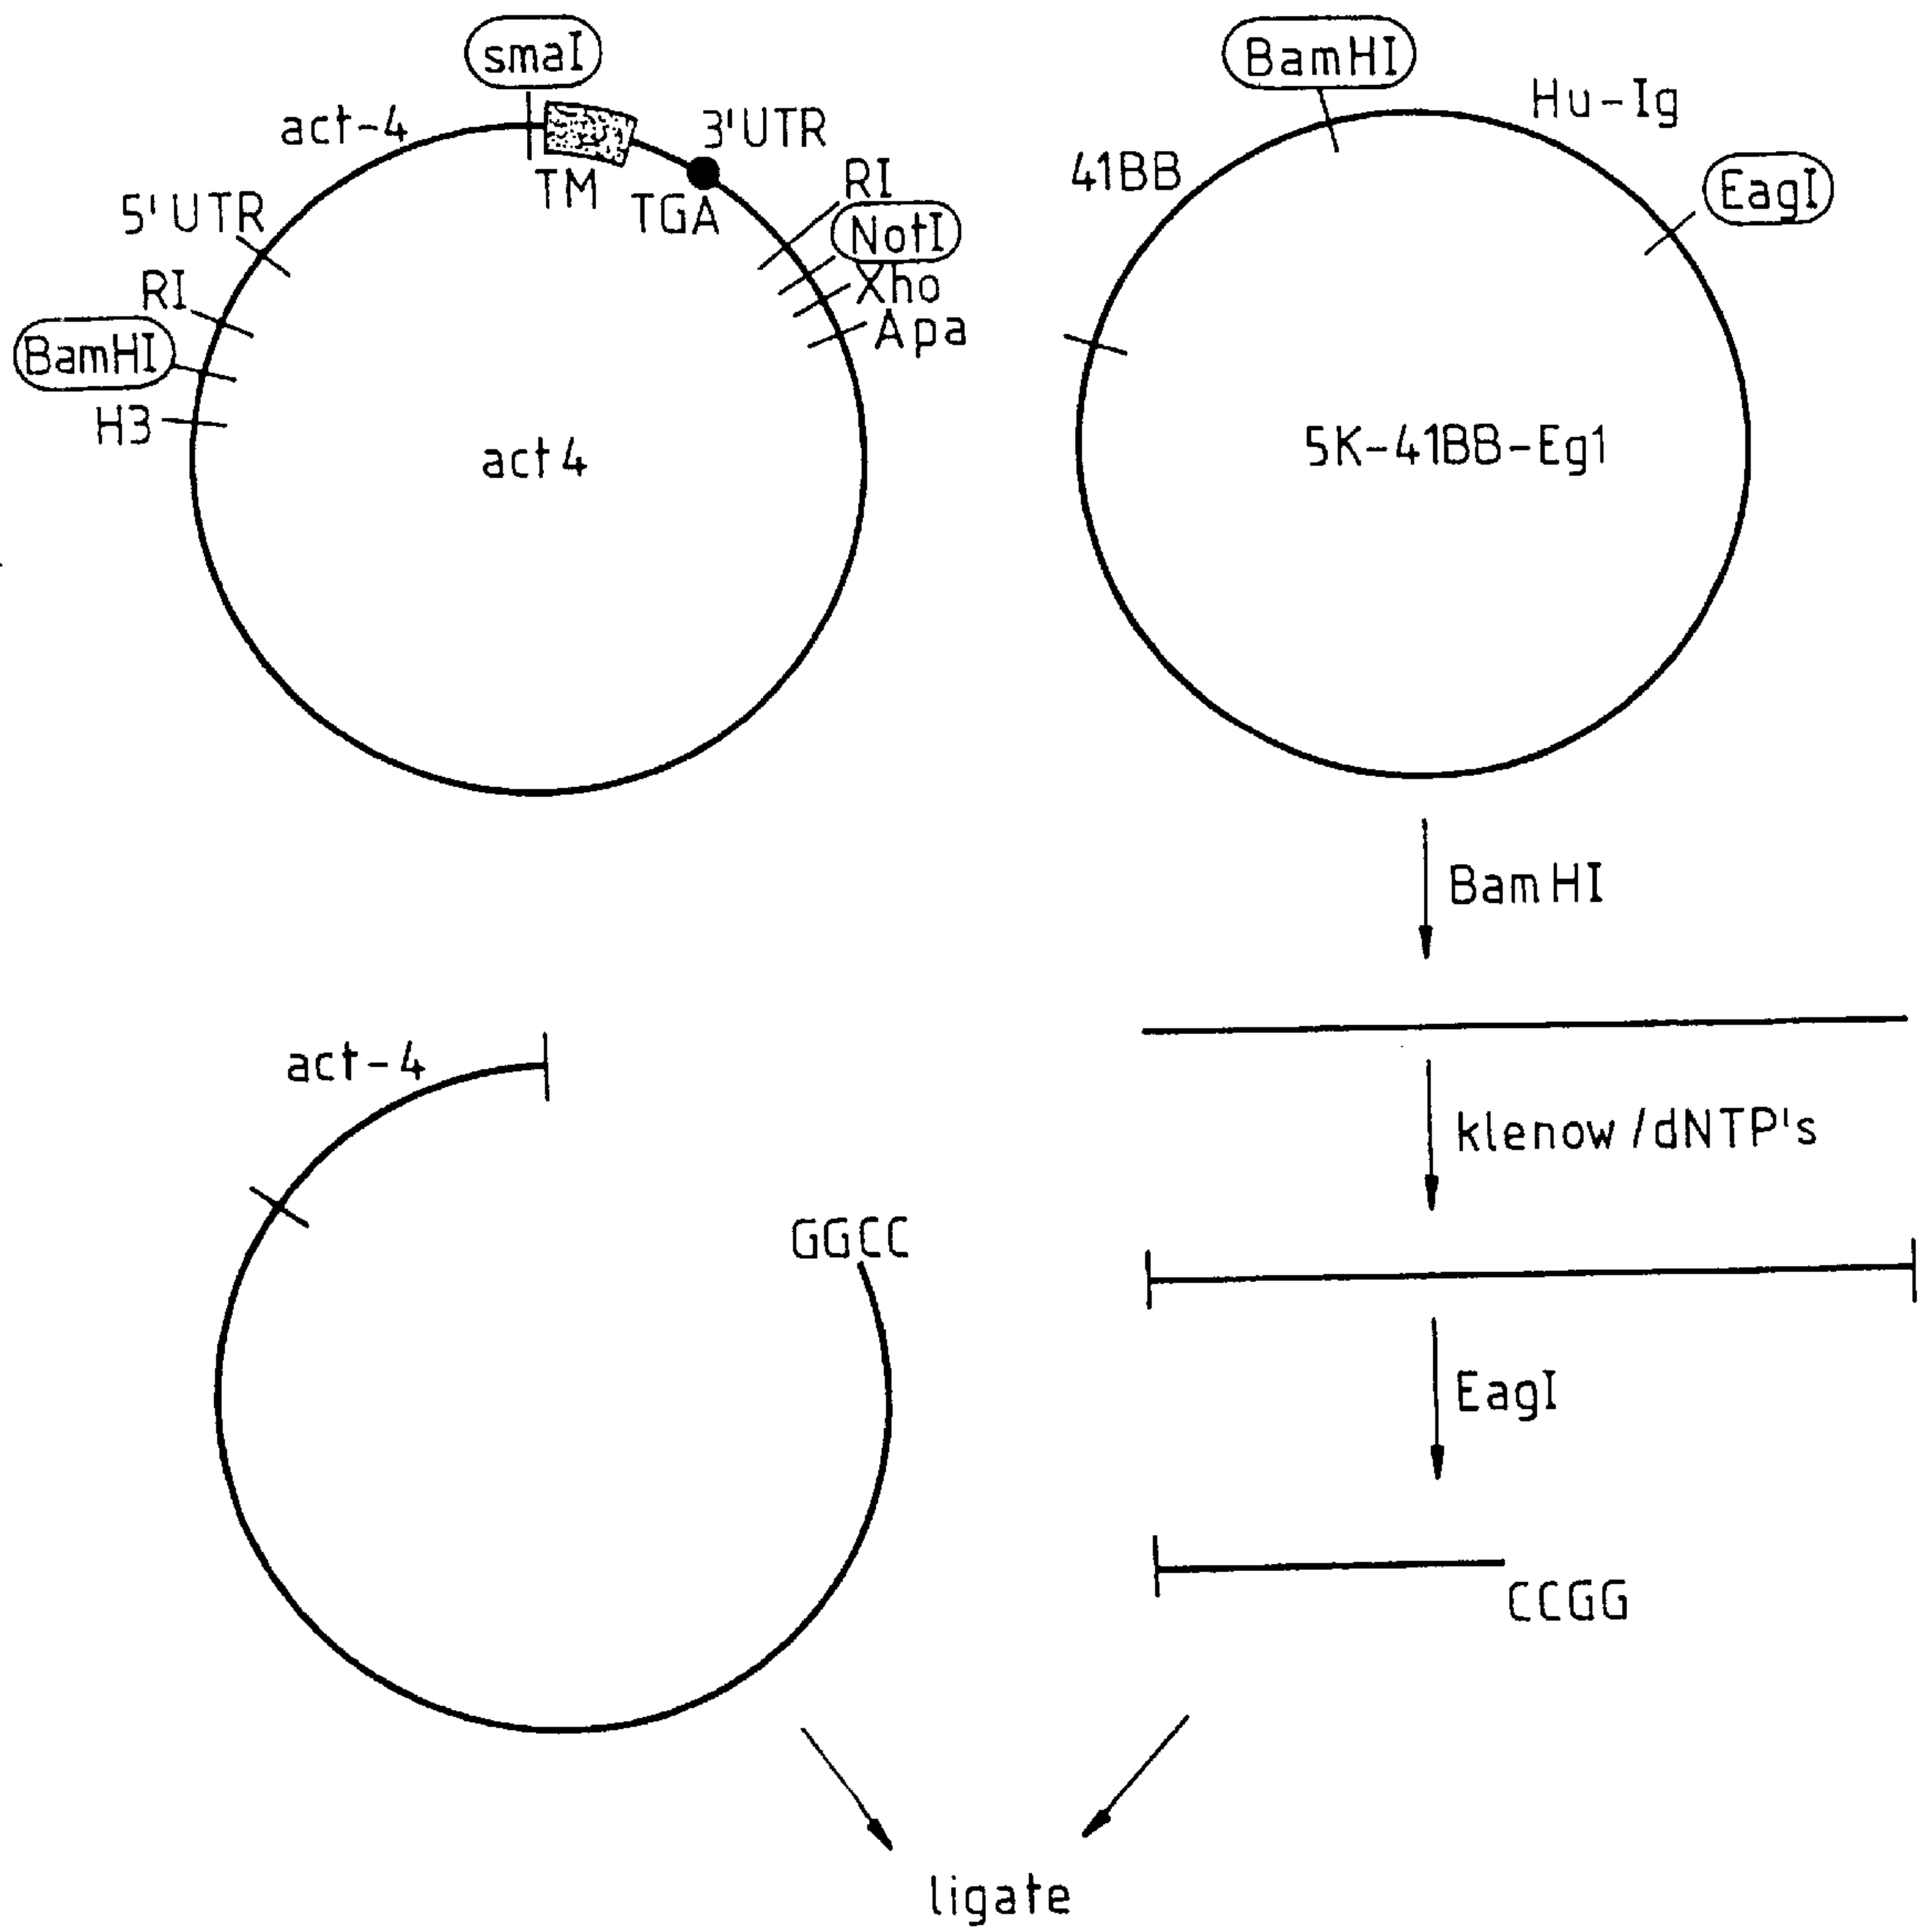 smaI
act-4
3'UTR
TM
TGA
5'UTR
RI
NotI
Xho
Apa
RI
BamHI
H3
act4
BamHI
Hu-Ig
41BB
EagI
5K-41BB-Eg1
BamHI
klenow/dNTP's
EagI
CCGG
act-4
GGCC
ligate